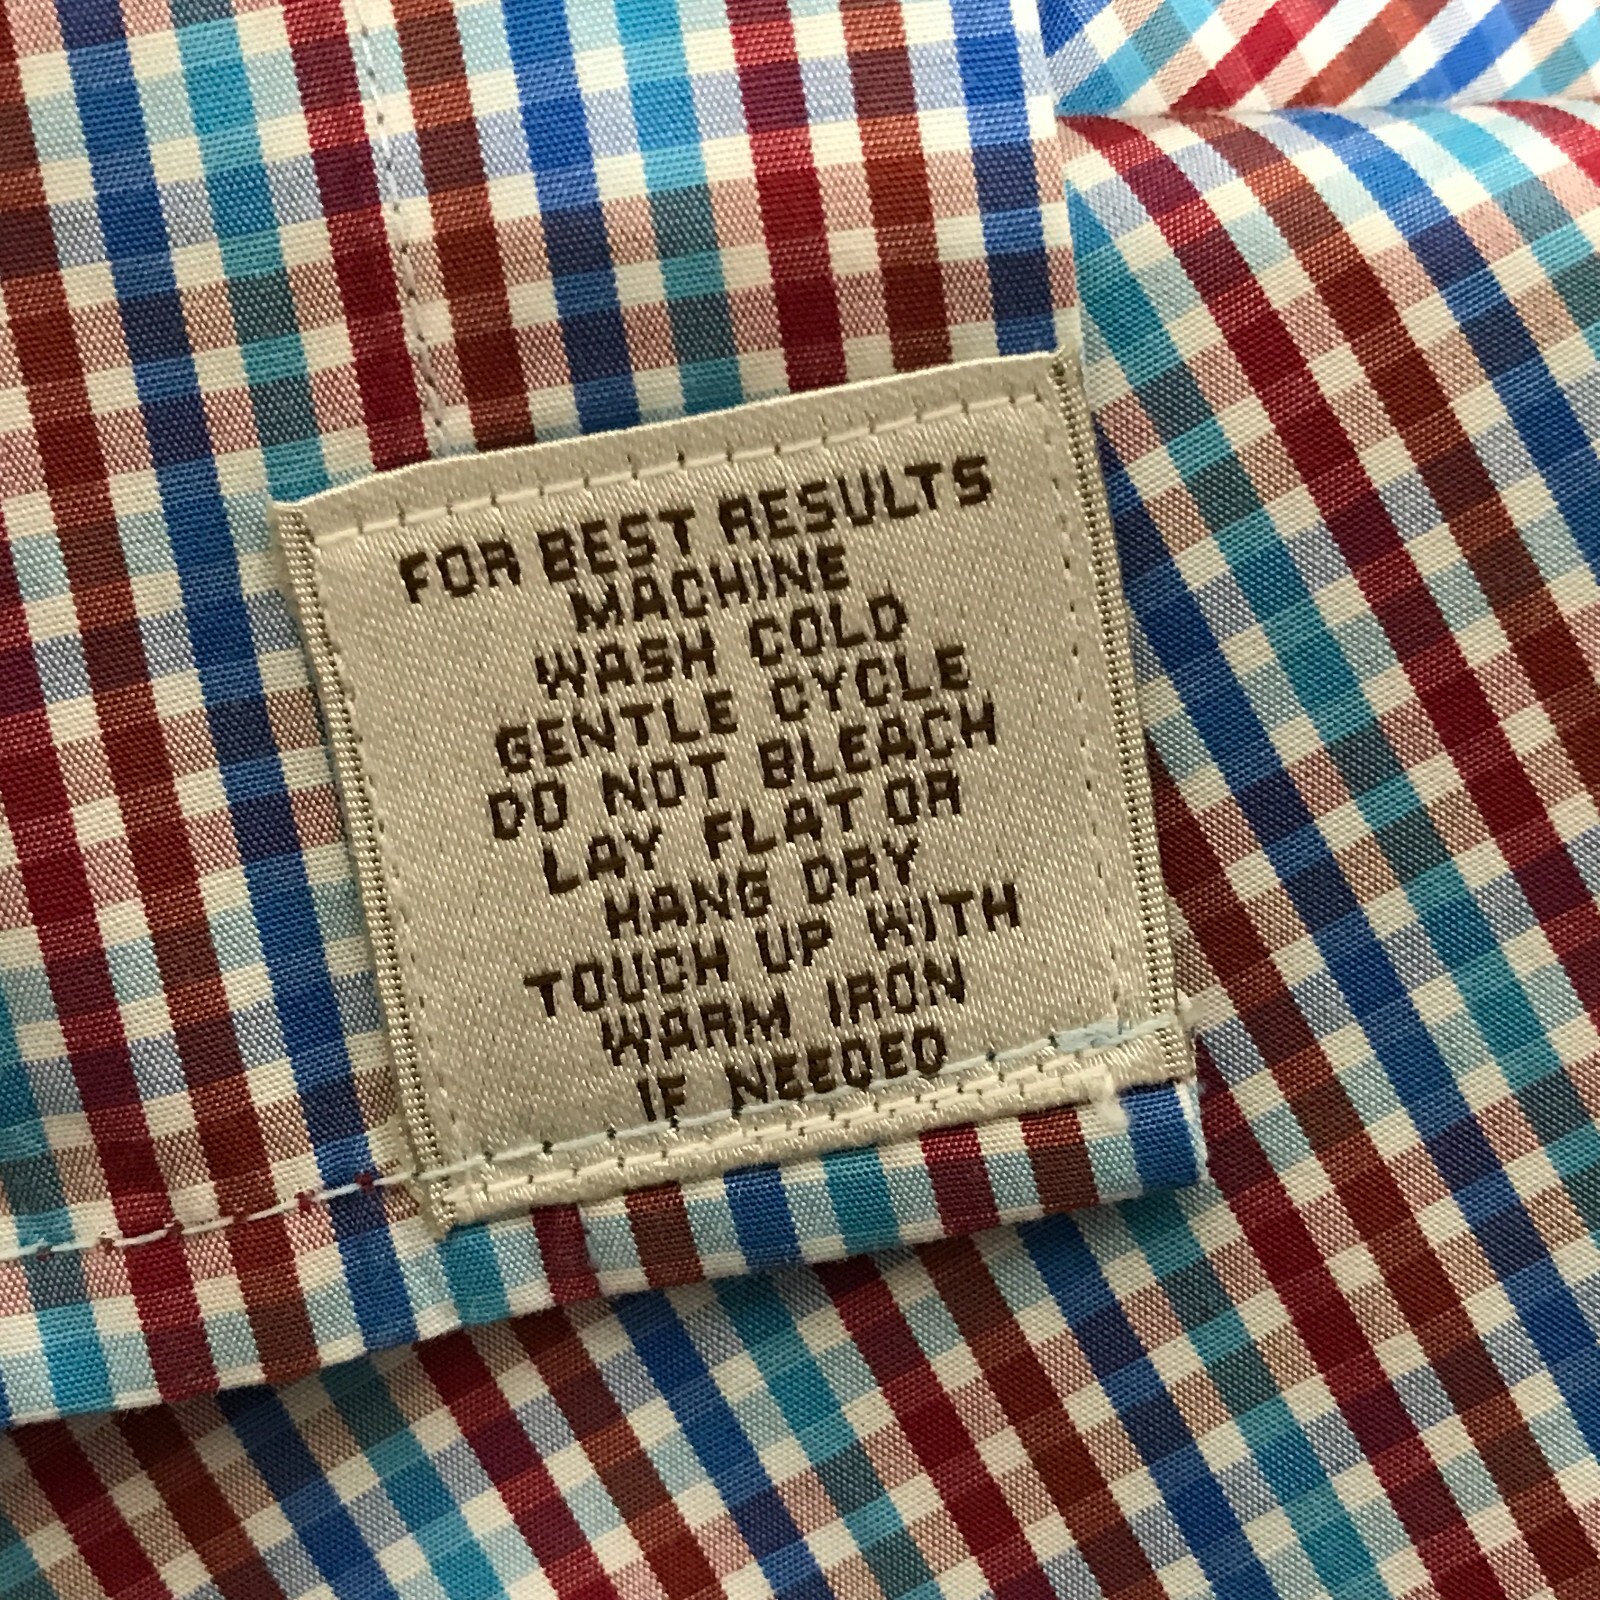 FOR BEST RESULTS
MACHINE
WASH COLD
GENTLE CYCLE
DO NOT BLEACH
LAY FLAT OR
HANG DRY
TOUCH UP WITH
WARM IRON
IF NEEDED